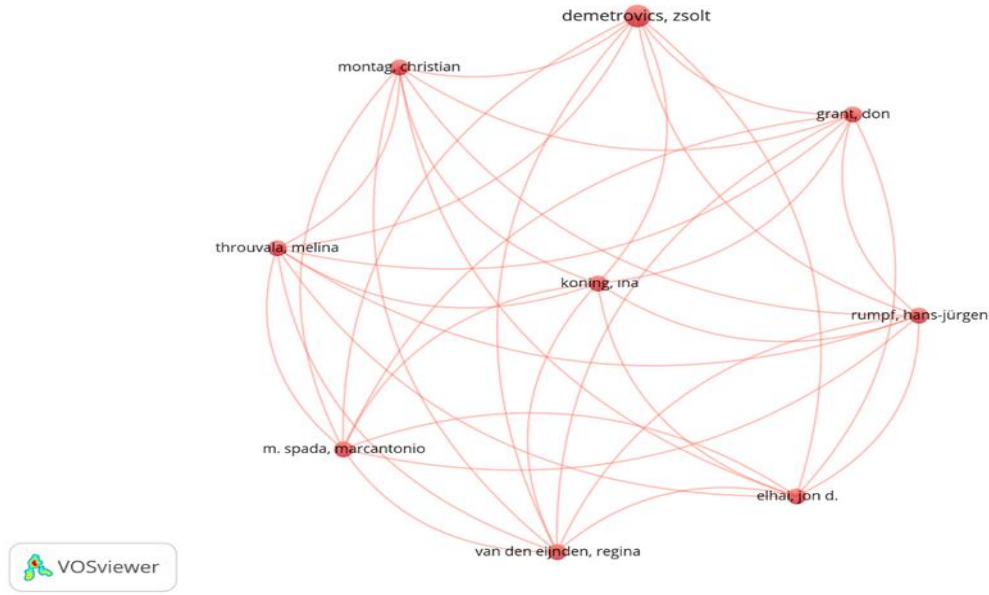 demetrovics, zsolt
montag, christian
grant, don
throuvala, melina
koning, ina
rumpf, hans-jürgen
m. spada, marcantonio
elhai, jon d.
van den eijnden, regina
VOSviewer